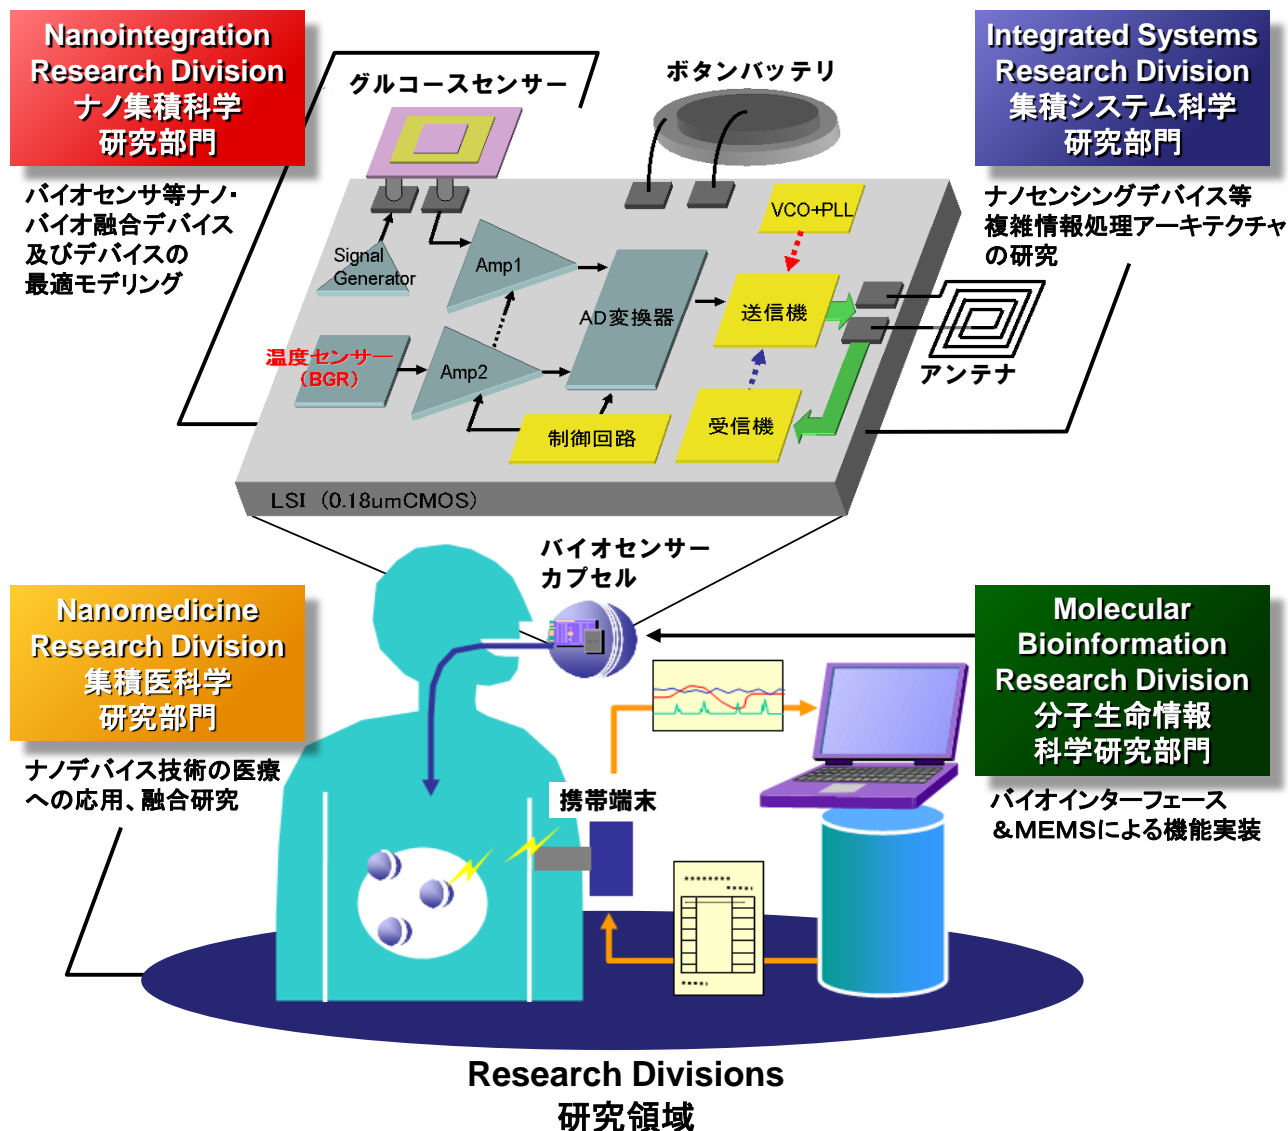 Nanointegration
Research Division
ナノ集積科学
研究部門
バイオセンサ等ナノ・
バイオ融合デバイス
及びデバイスの
最適モデリング
グルコースセンサー
ボタンバッテリ
Integrated Systems
Research Division
集積システム科学
研究部門
ナノセンシングデバイス等
複雑情報処理アーキテクチャ
の研究
VCO+PLL
Signal
Generator
Amp1
AD変換器
送信機
温度センサー
（BGR）
Amp2
アンテナ
制御回路
受信機
LSI（0.18umCMOS）
バイオセンサー
カプセル
Nanomedicine
Research Division
集積医科学
研究部門
ナノデバイス技術の医療
への応用、融合研究
Molecular
Bioinformation
Research Division
分子生命情報
科学研究部門
バイオインターフェース
＆ＭＥＭＳによる機能実装
携帯端末
Research Divisions
研究領域